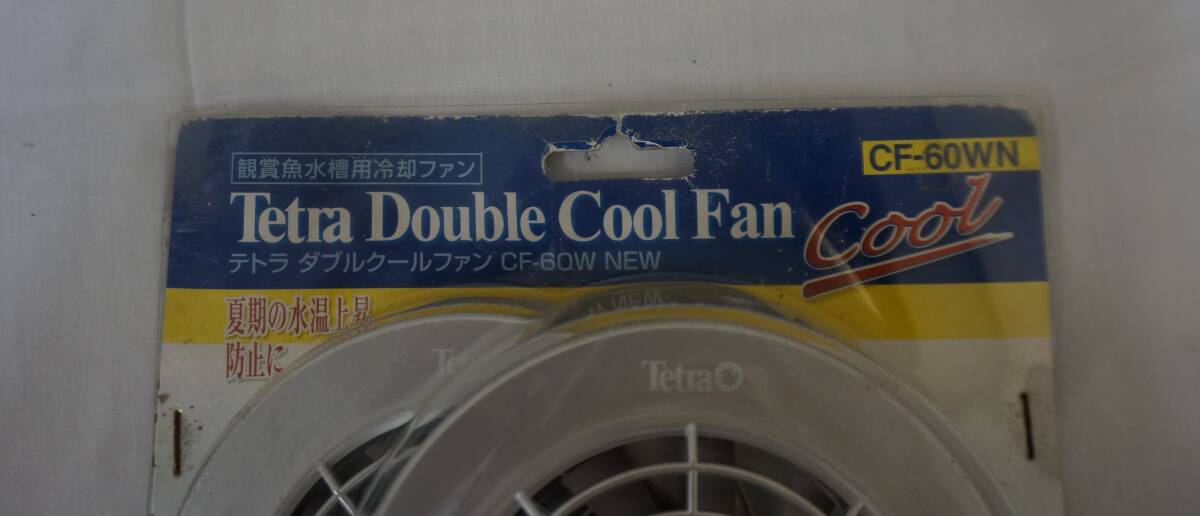 観賞魚水槽用冷却ファン
CF-60WN
Tetra Double Cool Fan
Cool
テトラ ダブルクールファン CF-60W NEW
夏期の水温上昇
防止に
Tetra